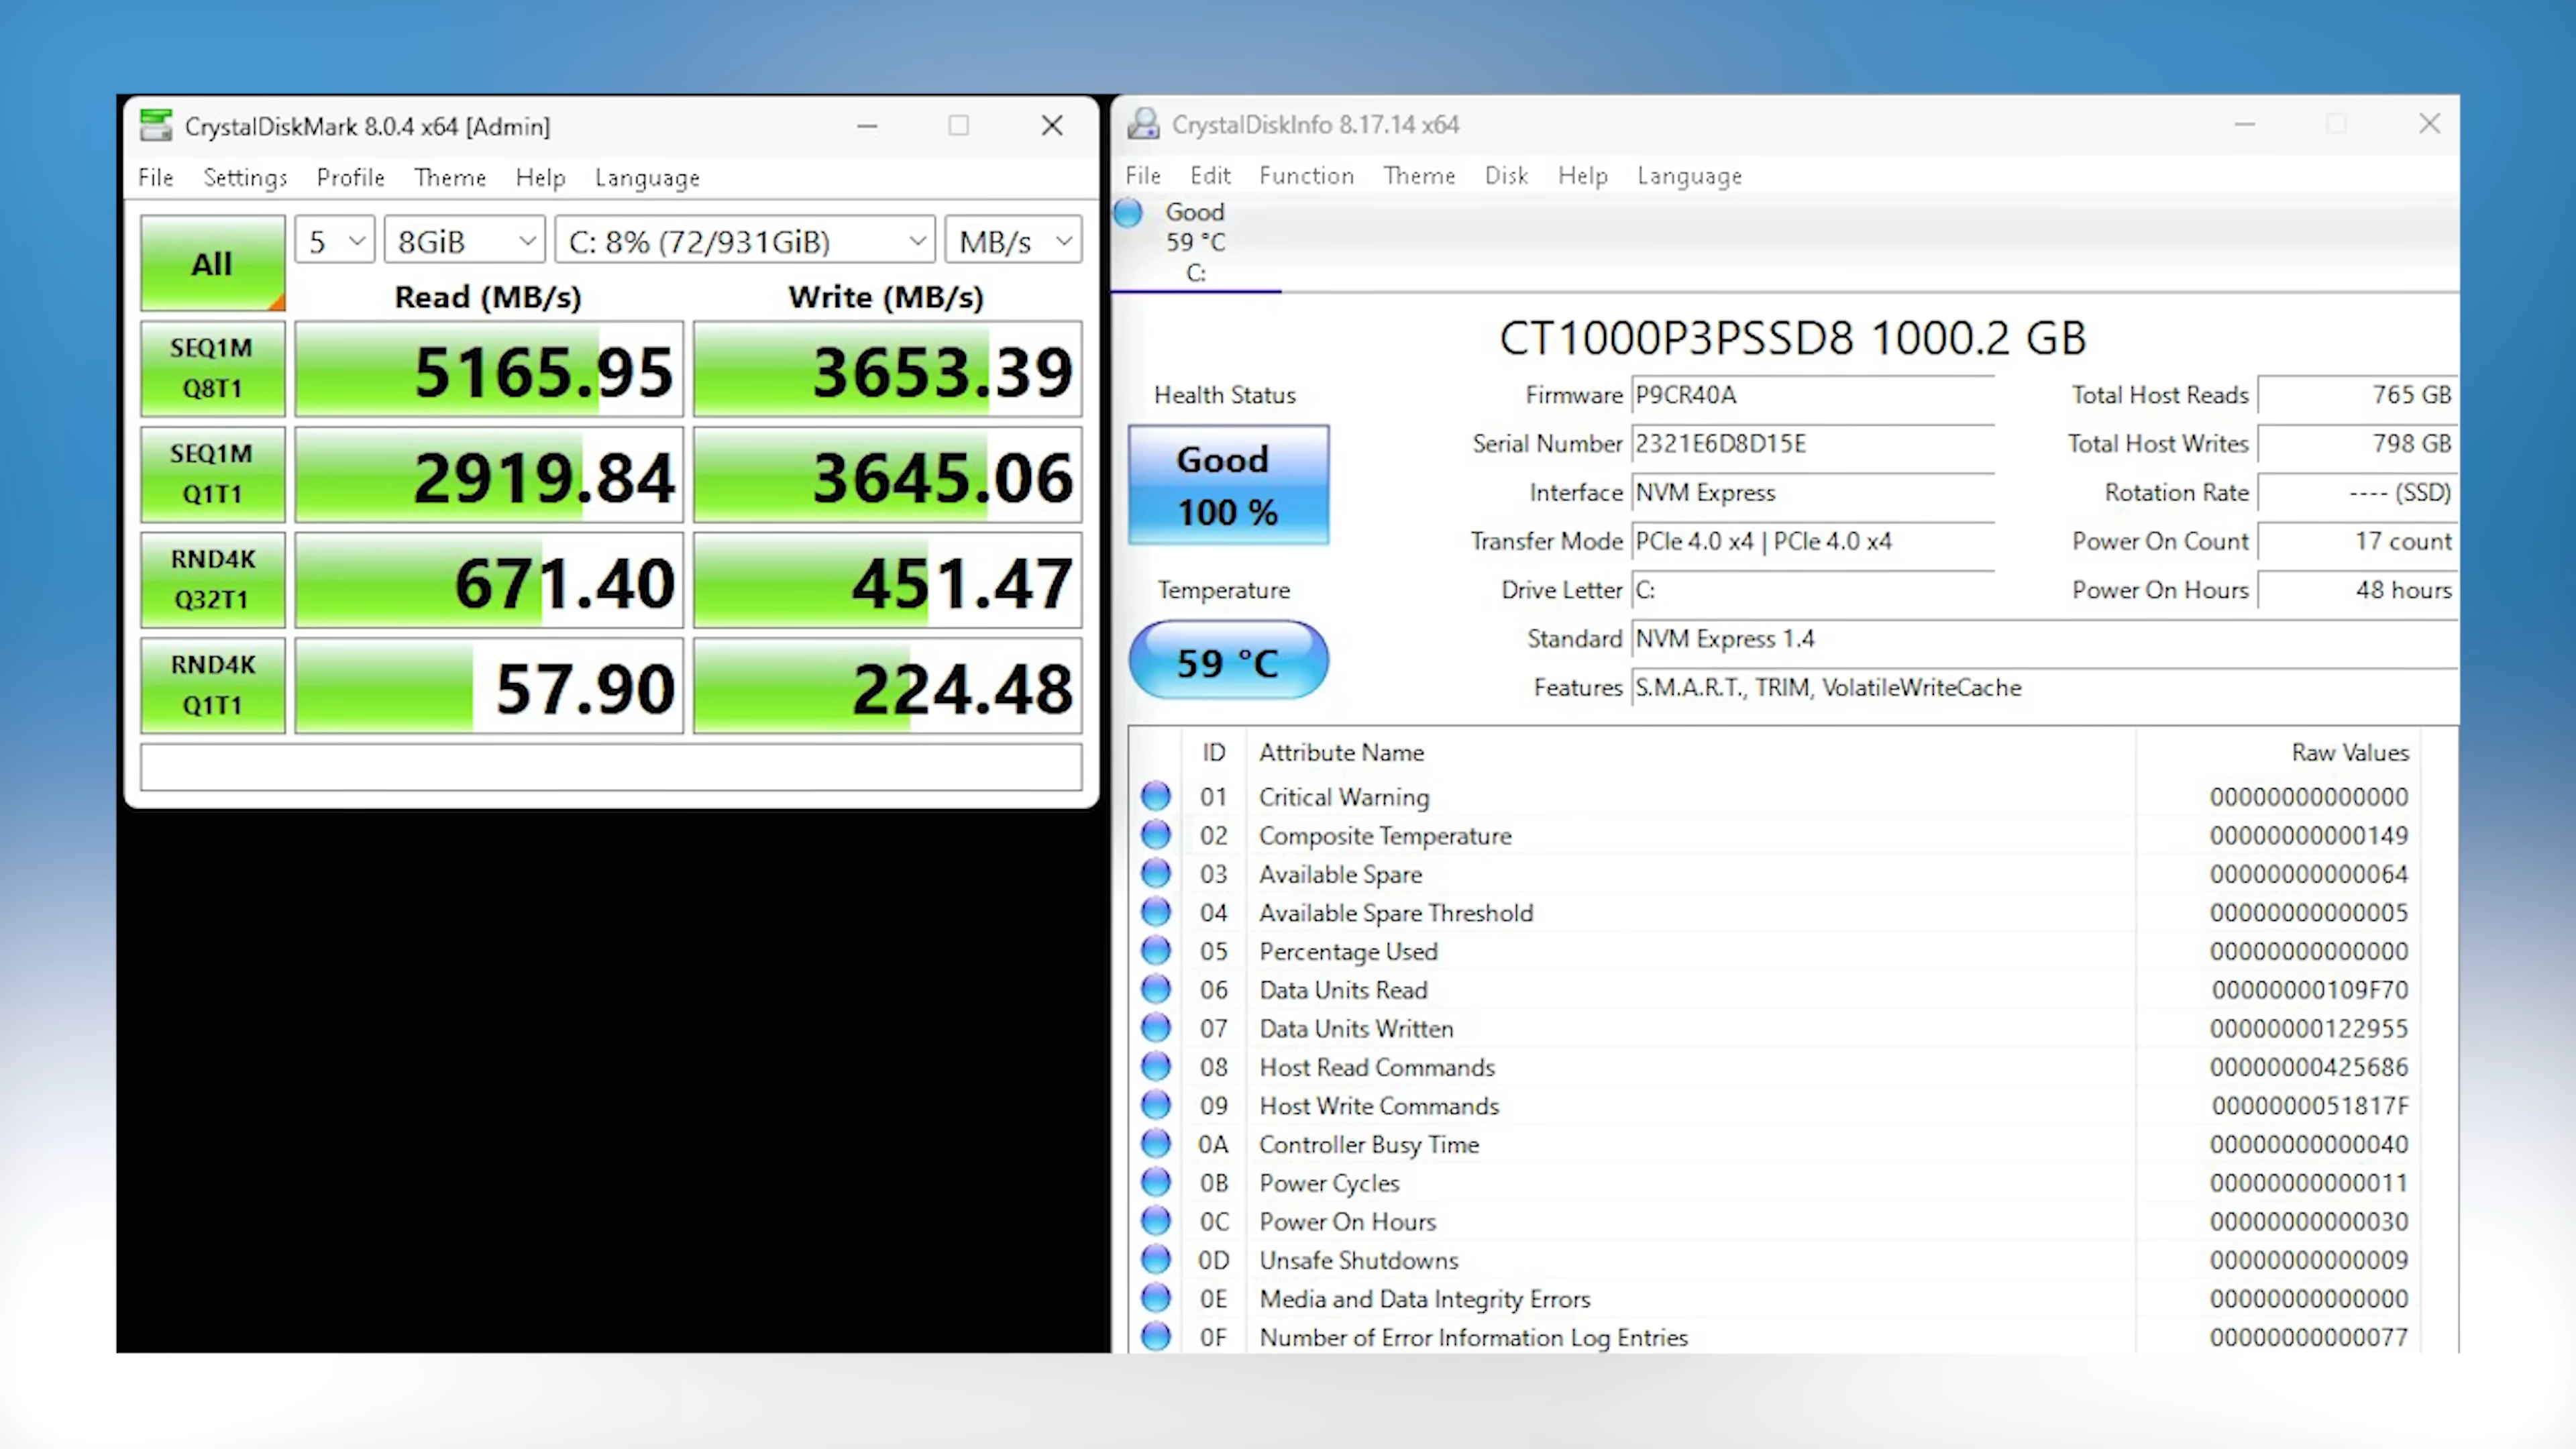 CrystalDiskMark 8.0.4 x64 [Admin]
File Settings Profile Theme Help Language
All 5 8GiB C: 8% (72/931GiB) MB/s
Read (MB/s) Write (MB/s)
SEQ1M
Q8T1 5165.95 3653.39
SEQ1M
Q1T1 2919.84 3645.06
RND4K
Q32T1 671.40 451.47
RND4K
Q1T1 57.90 224.48
CrystalDiskInfo 8.17.14 x64
File Edit Function Theme Disk Help Language
Good
59 °C
C:
CT1000P3PSSD8 1000.2 GB
Health Status
Good
100 %
Temperature
59 °C
Firmware P9CR40A
Serial Number 2321E6D8D15E
Interface NVM Express
Transfer Mode PCIe 4.0 x4 | PCIe 4.0 x4
Drive Letter C:
Standard NVM Express 1.4
Features S.M.A.R.T., TRIM, VolatileWriteCache
Total Host Reads 765 GB
Total Host Writes 798 GB
Rotation Rate ---- (SSD)
Power On Count 17 count
Power On Hours 48 hours
ID Attribute Name Raw Values
01 Critical Warning 00000000000000
02 Composite Temperature 00000000000149
03 Available Spare 00000000000064
04 Available Spare Threshold 00000000000005
05 Percentage Used 00000000000000
06 Data Units Read 00000000109F70
07 Data Units Written 00000000122955
08 Host Read Commands 00000000425686
09 Host Write Commands 0000000051817F
0A Controller Busy Time 00000000000040
0B Power Cycles 00000000000011
0C Power On Hours 00000000000030
0D Unsafe Shutdowns 00000000000009
0E Media and Data Integrity Errors 00000000000000
0F Number of Error Information Log Entries 00000000000077